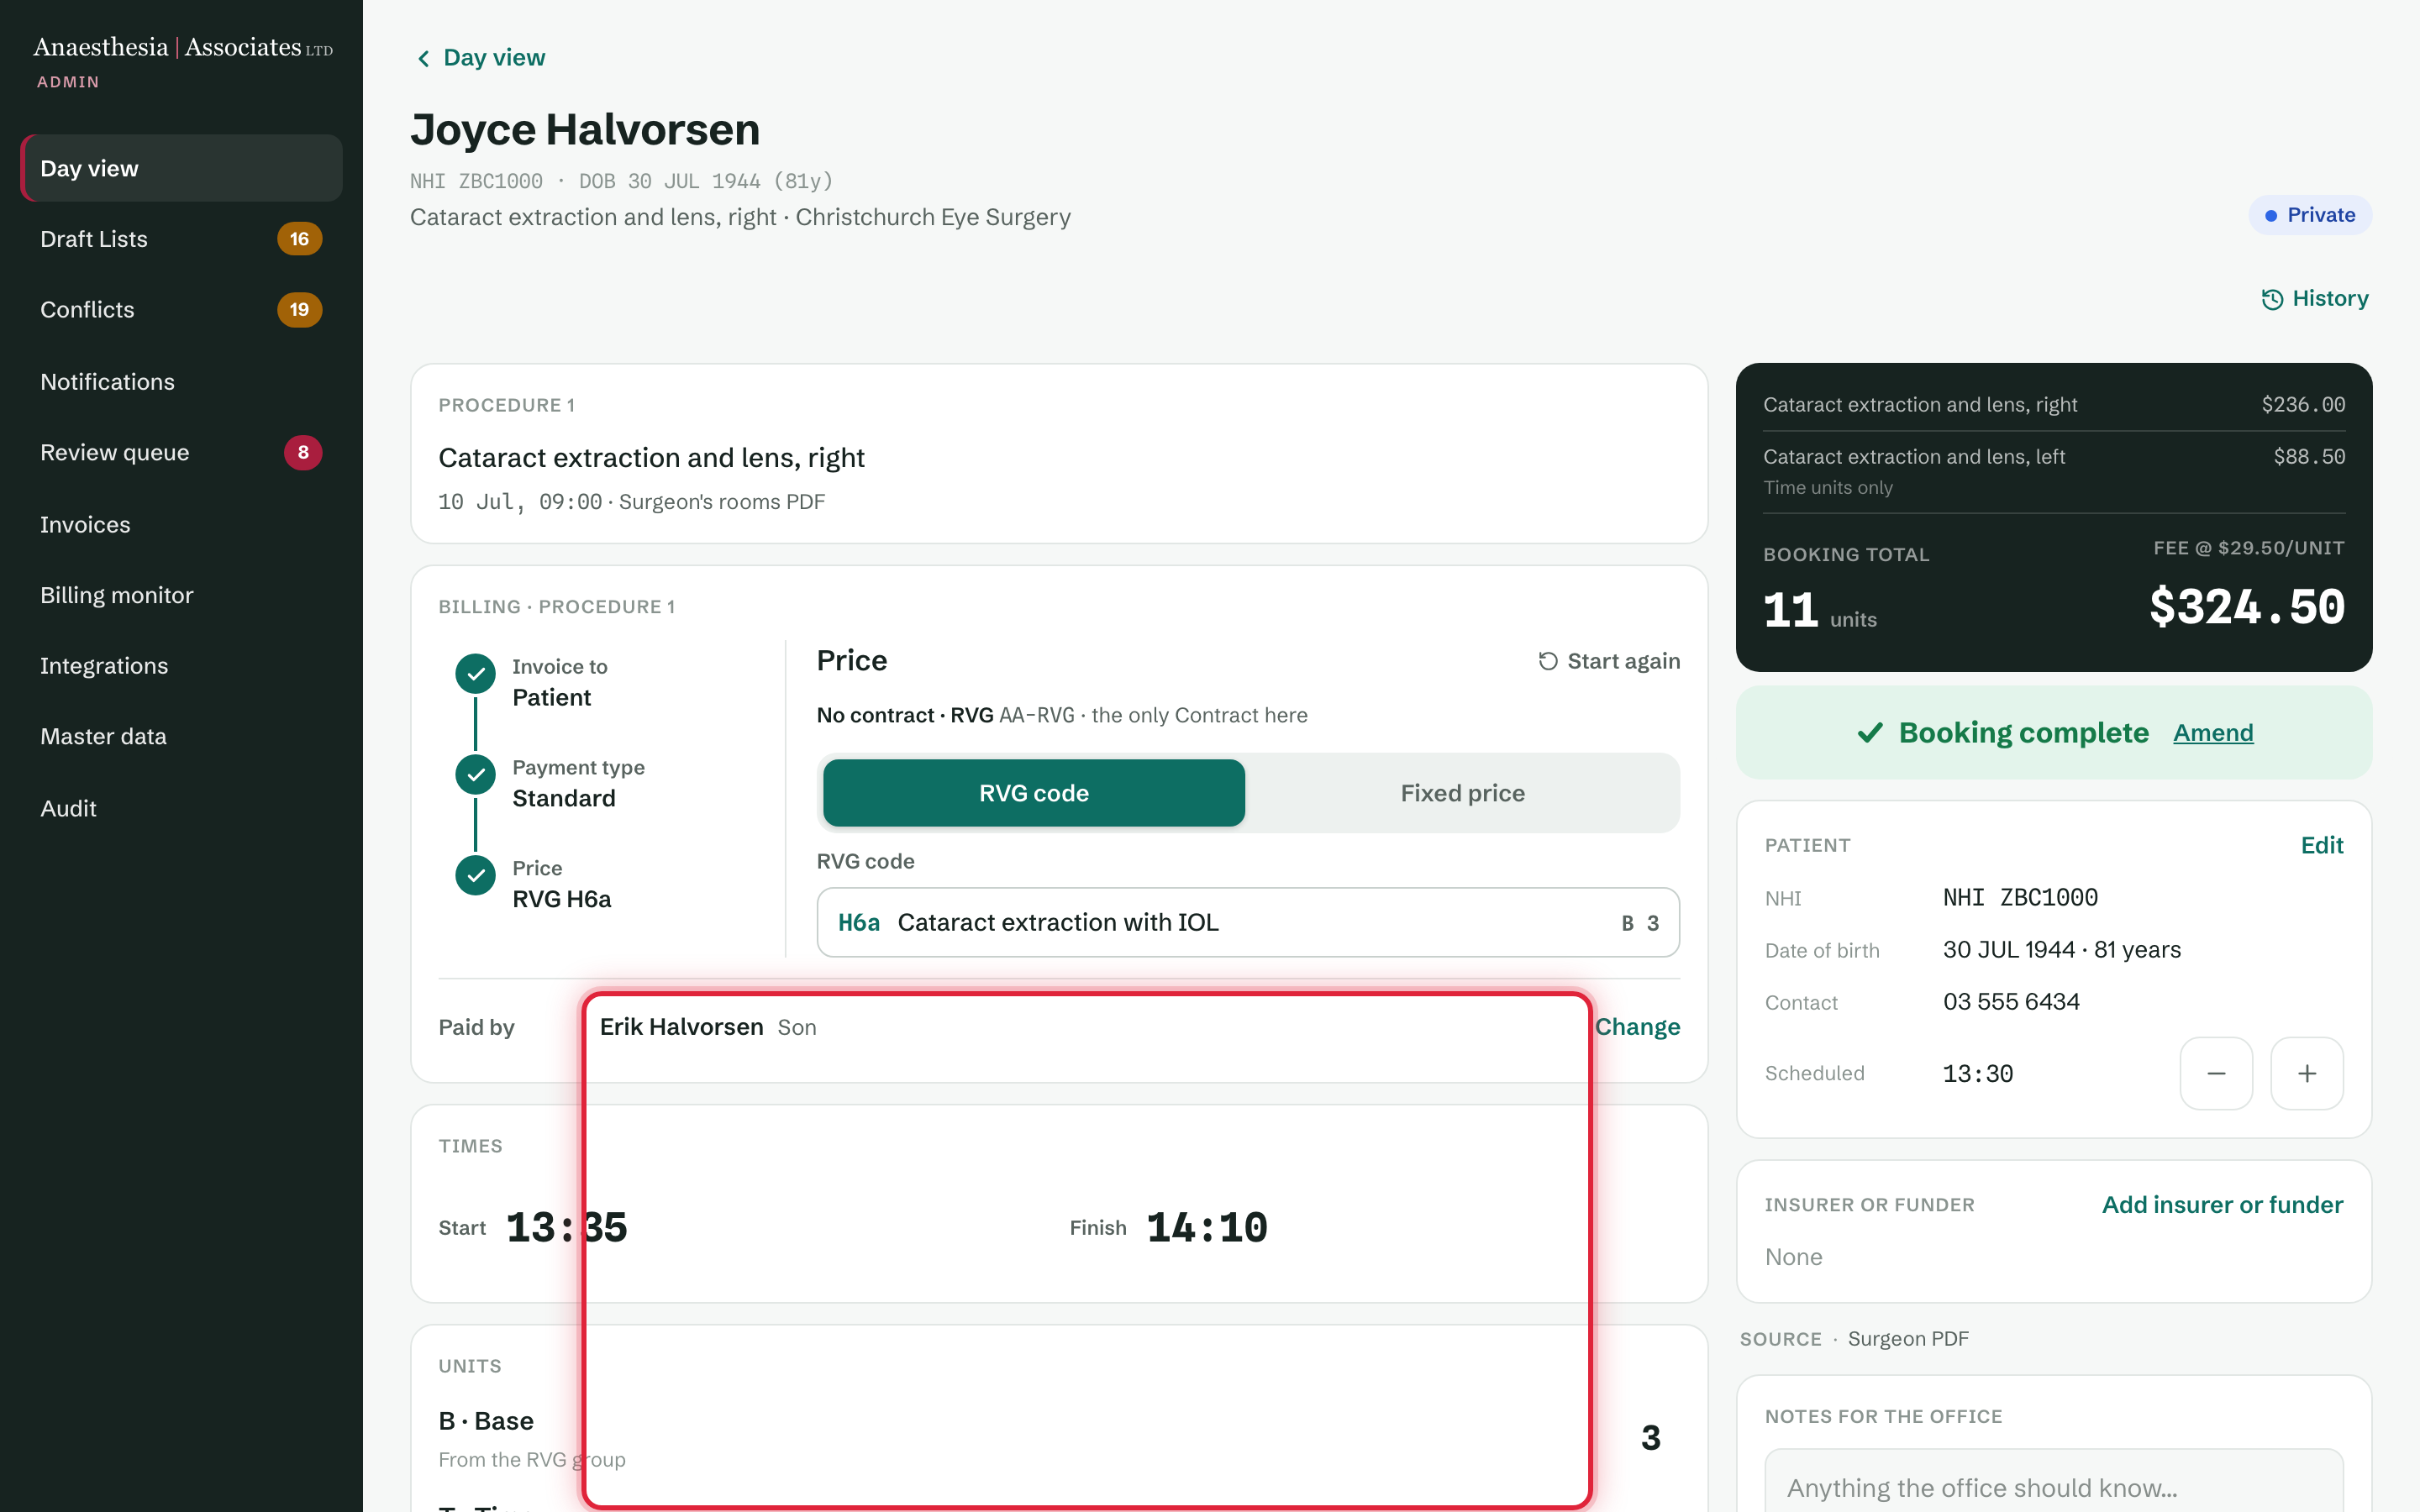 Anaesthesia | Associates LTD
ADMIN
Day view
Draft Lists 16
Conflicts 19
Notifications
Review queue 8
Invoices
Billing monitor
Integrations
Master data
Audit
Day view
Joyce Halvorsen
NHI ZBC1000 · DOB 30 JUL 1944 (81y)
Cataract extraction and lens, right · Christchurch Eye Surgery
Private
History
PROCEDURE 1
Cataract extraction and lens, right
10 Jul, 09:00 · Surgeon's rooms PDF
BILLING · PROCEDURE 1
Invoice to
Patient
Payment type
Standard
Price
RVG H6a
Price
Start again
No contract · RVG AA-RVG · the only Contract here
RVG code
Fixed price
RVG code
H6a Cataract extraction with IOL B 3
Paid by Erik Halvorsen Son Change
TIMES
Start 13:35 Finish 14:10
UNITS
B · Base
From the RVG group
3
Cataract extraction and lens, right $236.00
Cataract extraction and lens, left $88.50
Time units only
BOOKING TOTAL FEE @ $29.50/UNIT
11 units $324.50
Booking complete Amend
PATIENT Edit
NHI NHI ZBC1000
Date of birth 30 JUL 1944 · 81 years
Contact 03 555 6434
Scheduled 13:30 − +
INSURER OR FUNDER Add insurer or funder
None
SOURCE · Surgeon PDF
NOTES FOR THE OFFICE
Anything the office should know...